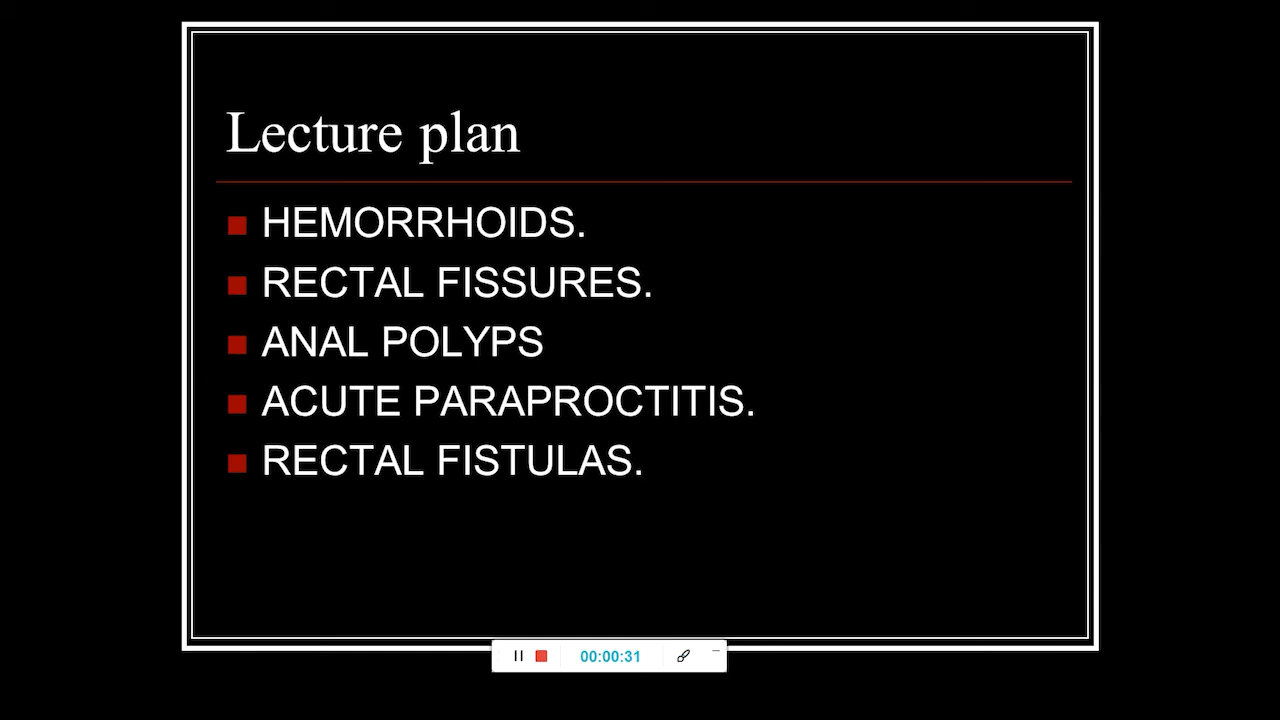 Lecture plan
HEMORRHOIDS.
RECTAL FISSURES.
ANAL POLYPS
ACUTE PARAPROCTITIS.
RECTAL FISTULAS.
00:00:31